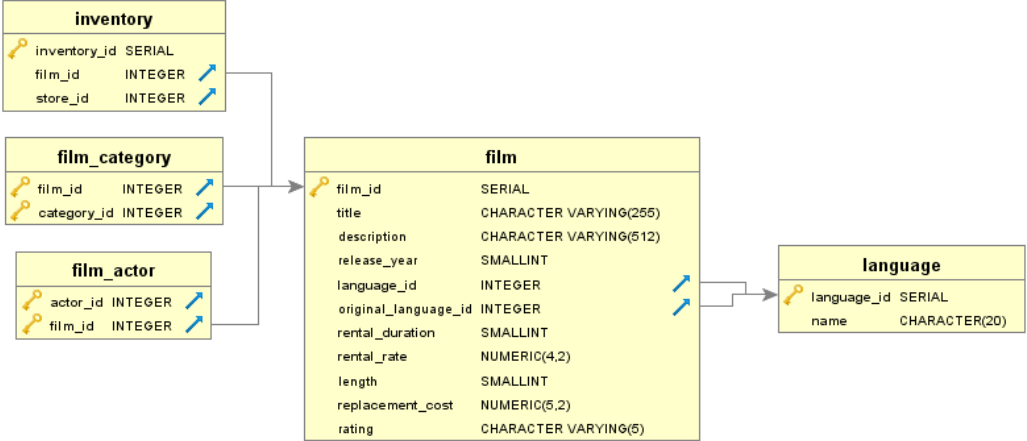 inventory
inventory_id SERIAL
film_id INTEGER
store_id INTEGER
film_category
film_id INTEGER
category_id INTEGER
film_actor
actor_id INTEGER
film_id INTEGER
film
film_id SERIAL
title CHARACTER VARYING(255)
description CHARACTER VARYING(512)
release_year SMALLINT
language_id INTEGER
original_language_id INTEGER
rental_duration SMALLINT
rental_rate NUMERIC(4,2)
length SMALLINT
replacement_cost NUMERIC(5,2)
rating CHARACTER VARYING(5)
language
language_id SERIAL
name CHARACTER(20)